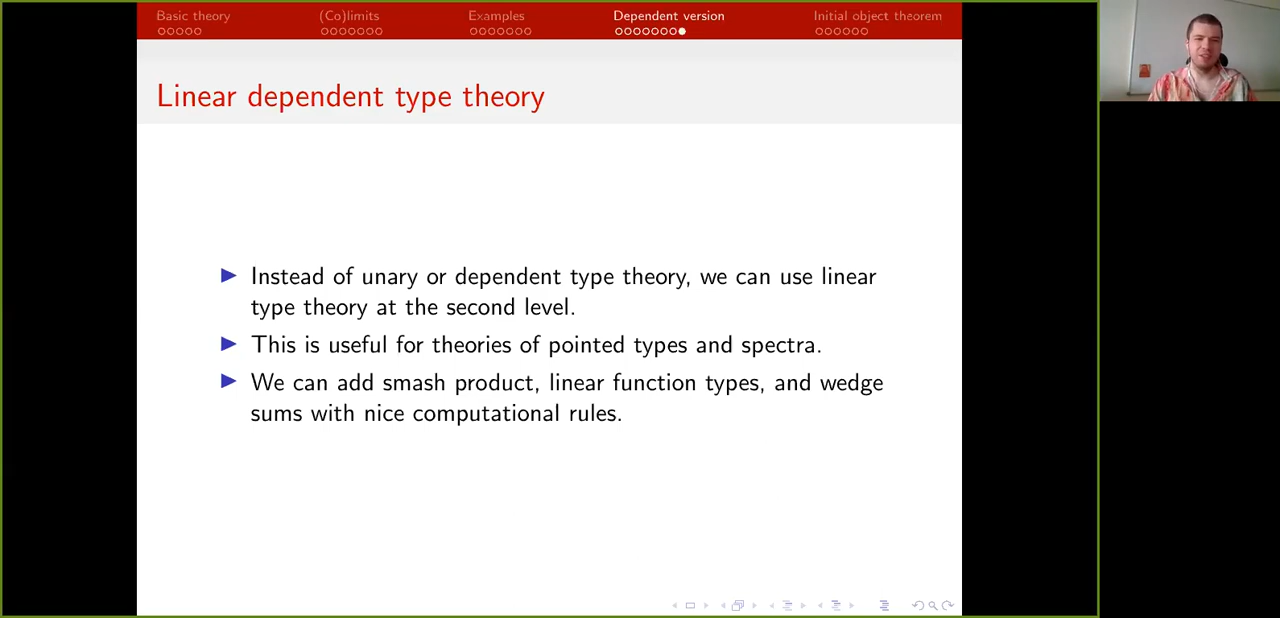 Basic theory (Co)limits Examples Dependent version Initial object theorem
Linear dependent type theory
Instead of unary or dependent type theory, we can use linear
type theory at the second level.
This is useful for theories of pointed types and spectra.
We can add smash product, linear function types, and wedge
sums with nice computational rules.